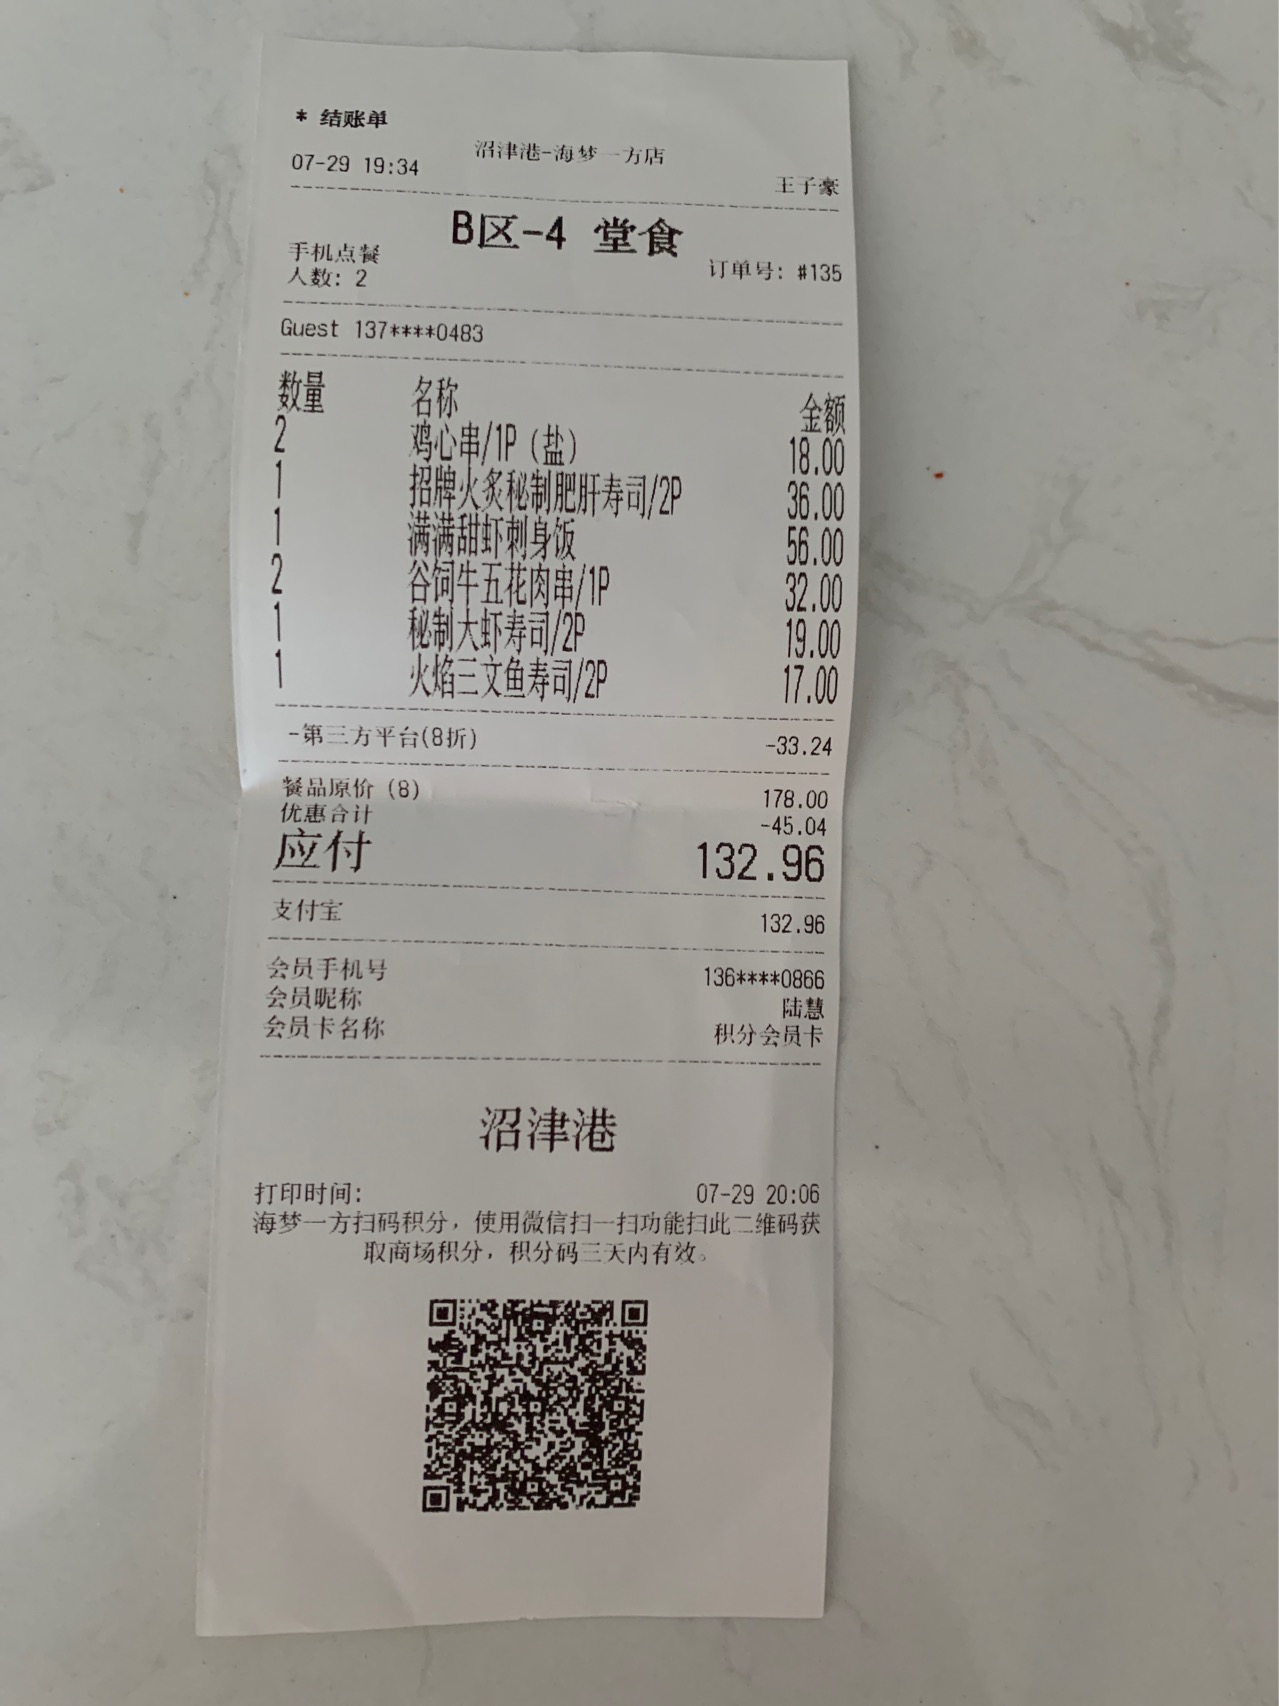 * 结账单
沼津港-海梦一方店
07-29 19:34
王子豪
B区-4 堂食
手机点餐
订单号: #135
人数: 2
Guest 137****0483
数量 名称 金额
2 鸡心串/1P (盐) 18.00
1 招牌火炙秘制肥肝寿司/2P 36.00
1 满满甜虾刺身饭 56.00
2 谷饲牛五花肉串/1P 32.00
1 秘制大虾寿司/2P 19.00
1 火焰三文鱼寿司/2P 17.00
-第三方平台(8折) -33.24
餐品原价 (8) 178.00
优惠合计 -45.04
应付 132.96
支付宝 132.96
会员手机号 136****0866
会员昵称 陆慧
会员卡名称 积分会员卡
沼津港
打印时间: 07-29 20:06
海梦一方扫码积分，使用微信扫一扫功能扫此二维码获
取商场积分，积分码三天内有效。